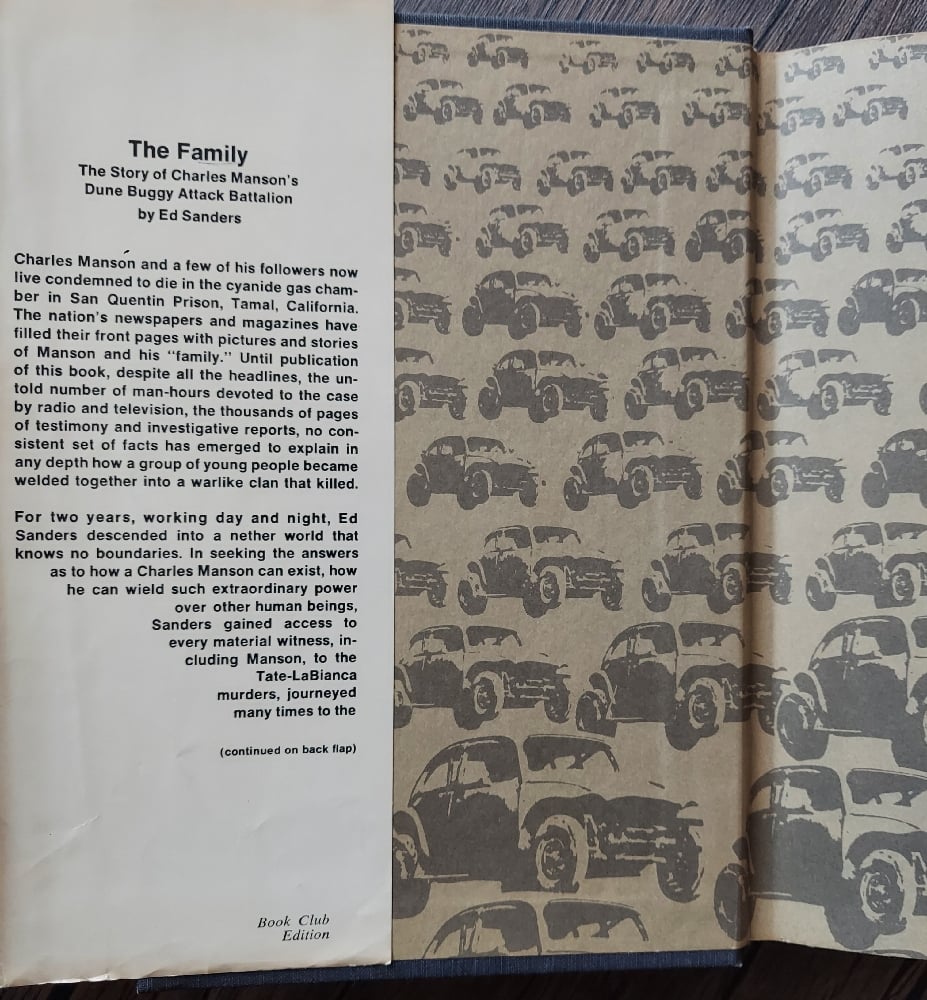 The Family
The Story of Charles Manson's
Dune Buggy Attack Battalion
by Ed Sanders
Charles Manson and a few of his followers now
live condemned to die in the cyanide gas cham-
ber in San Quentin Prison, Tamal, California.
The nation's newspapers and magazines have
filled their front pages with pictures and stories
of Manson and his "family." Until publication
of this book, despite all the headlines, the un-
told number of man-hours devoted to the case
by radio and television, the thousands of pages
of testimony and investigative reports, no con-
sistent set of facts has emerged to explain in
any depth how a group of young people became
welded together into a warlike clan that killed.
For two years, working day and night, Ed
Sanders descended into a nether world that
knows no boundaries. In seeking the answers
as to how a Charles Manson can exist, how
he can wield such extraordinary power
over other human beings,
Sanders gained access to
every material witness, in-
cluding Manson, to the
Tate-LaBianca
murders, journeyed
many times to the
(continued on back flap)
Book Club
Edition